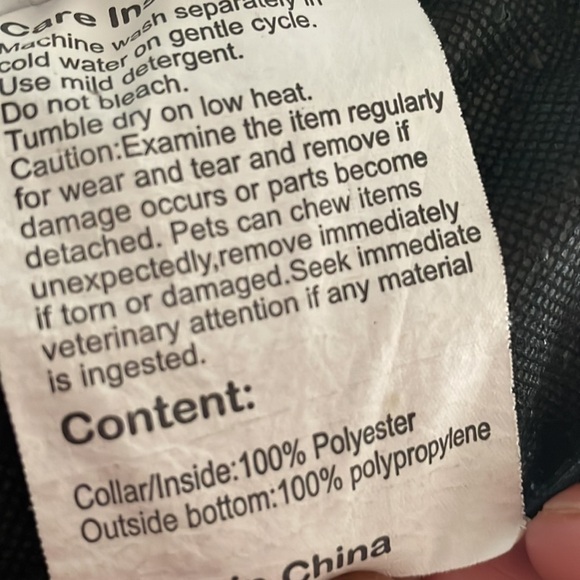 Care In
Machine wash separately in
cold water on gentle cycle.
Use mild detergent.
Do not bleach.
Tumble dry on low heat.
Caution:Examine the item regularly
for wear and tear and remove if
damage occurs or parts become
detached. Pets can chew items
unexpectedly,remove immediately
if torn or damaged.Seek immediate
veterinary attention if any material
is ingested.
Content:
Collar/Inside:100% Polyester
Outside bottom:100% polypropylene
China